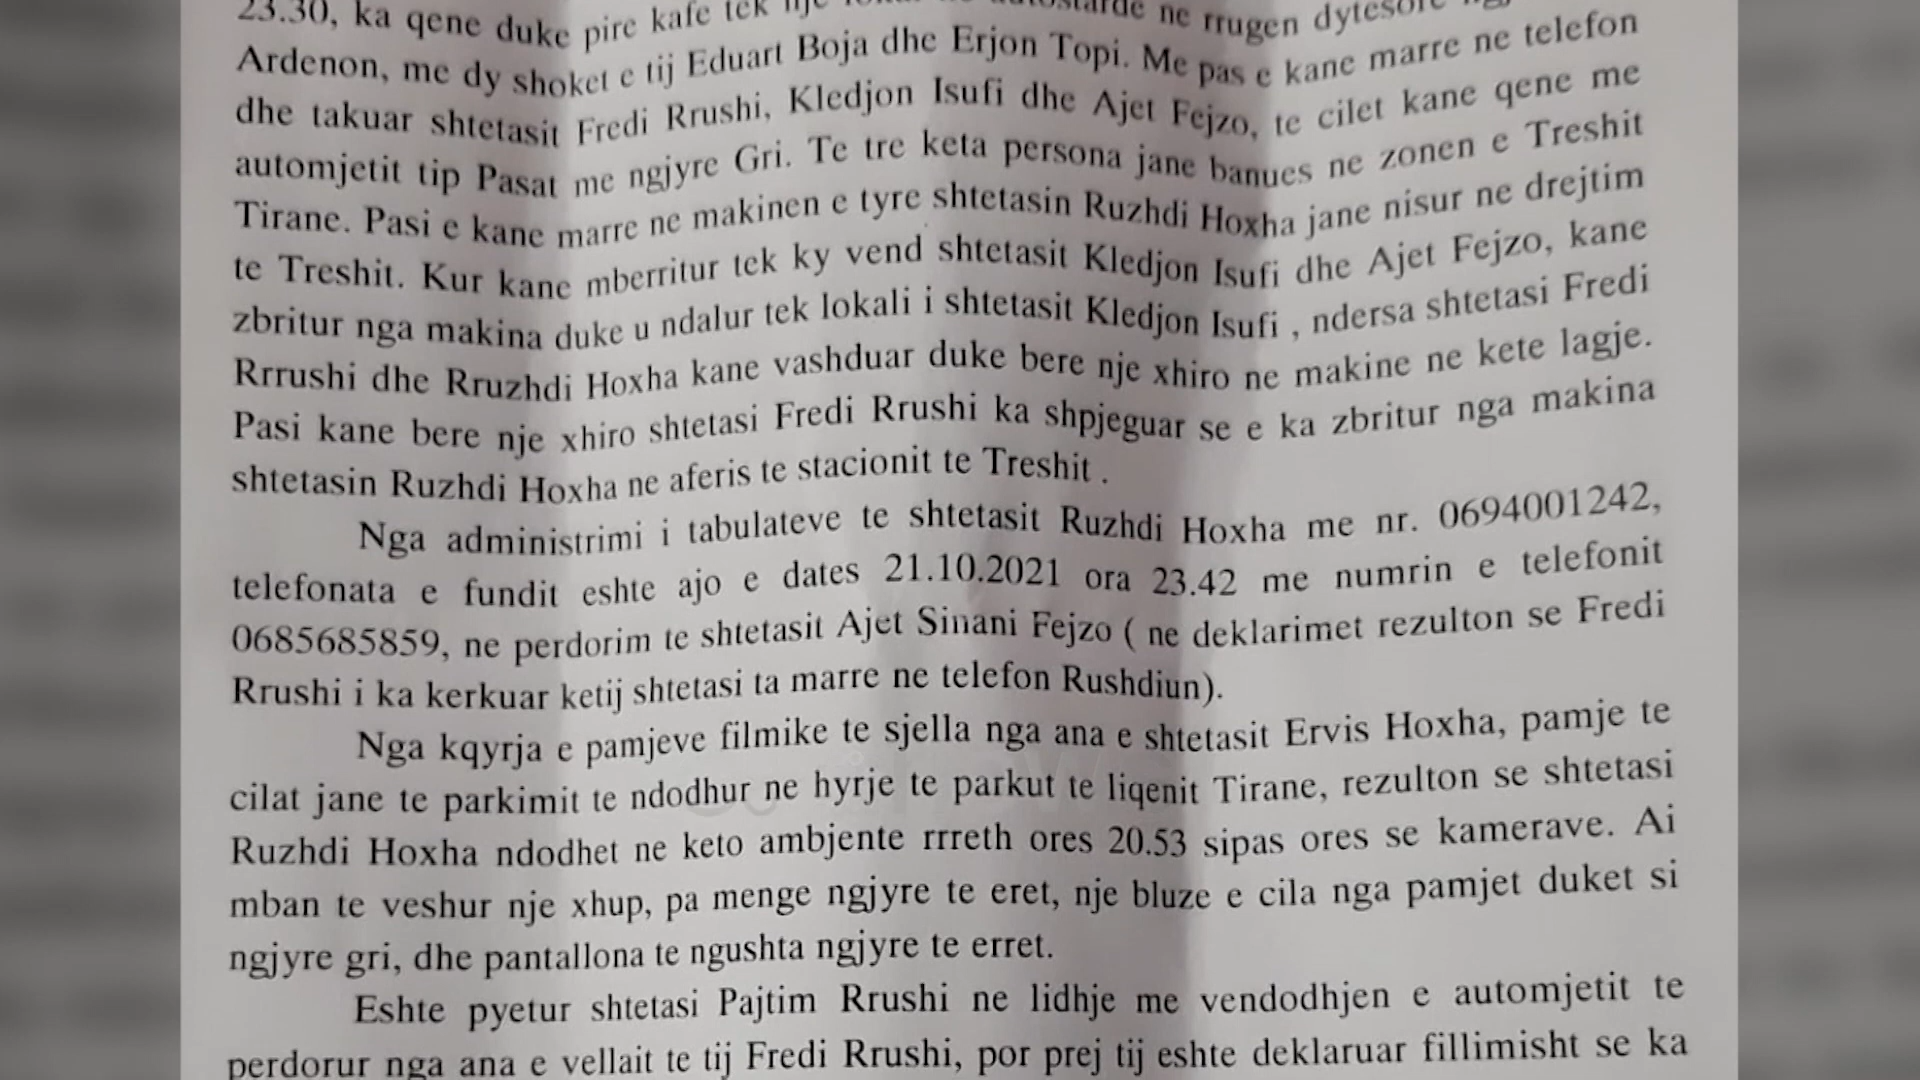 23.30, ka qene duke pire kafe tek nje ne rrugen dytesore
Ardenon, me dy shoket e tij Eduart Boja dhe Erjon Topi. Me pas e kane marre ne telefon
dhe takuar shtetasit Fredi Rrushi, Kledjon Isufi dhe Ajet Fejzo, te cilet kane qene me
automjetit tip Pasat me ngjyre Gri. Te tre keta persona jane banues ne zonen e Treshit
Tirane. Pasi e kane marre ne makinen e tyre shtetasin Ruzhdi Hoxha jane nisur ne drejtim
te Treshit. Kur kane mberritur tek ky vend shtetasit Kledjon Isufi dhe Ajet Fejzo, kane
zbritur nga makina duke u ndalur tek lokali i shtetasit Kledjon Isufi , ndersa shtetasi Fredi
Rrrushi dhe Rruzhdi Hoxha kane vashduar duke bere nje xhiro ne makine ne kete lagje.
Pasi kane bere nje xhiro shtetasi Fredi Rrushi ka shpjeguar se e ka zbritur nga makina
shtetasin Ruzhdi Hoxha ne aferis te stacionit te Treshit .
Nga administrimi i tabulateve te shtetasit Ruzhdi Hoxha me nr. 0694001242,
telefonata e fundit eshte ajo e dates 21.10.2021 ora 23.42 me numrin e telefonit
0685685859, ne perdorim te shtetasit Ajet Sinani Fejzo ( ne deklarimet rezulton se Fredi
Rrushi i ka kerkuar ketij shtetasi ta marre ne telefon Rushdiun).
Nga kqyrja e pamjeve filmike te sjella nga ana e shtetasit Ervis Hoxha, pamje te
cilat jane te parkimit te ndodhur ne hyrje te parkut te liqenit Tirane, rezulton se shtetasi
Ruzhdi Hoxha ndodhet ne keto ambjente rrreth ores 20.53 sipas ores se kamerave. Ai
mban te veshur nje xhup, pa menge ngjyre te eret, nje bluze e cila nga pamjet duket si
ngjyre gri, dhe pantallona te ngushta ngjyre te erret.
Eshte pyetur shtetasi Pajtim Rrushi ne lidhje me vendodhjen e automjetit te
perdorur nga ana e vellait te tij Fredi Rrushi, por prej tij eshte deklaruar fillimisht se ka